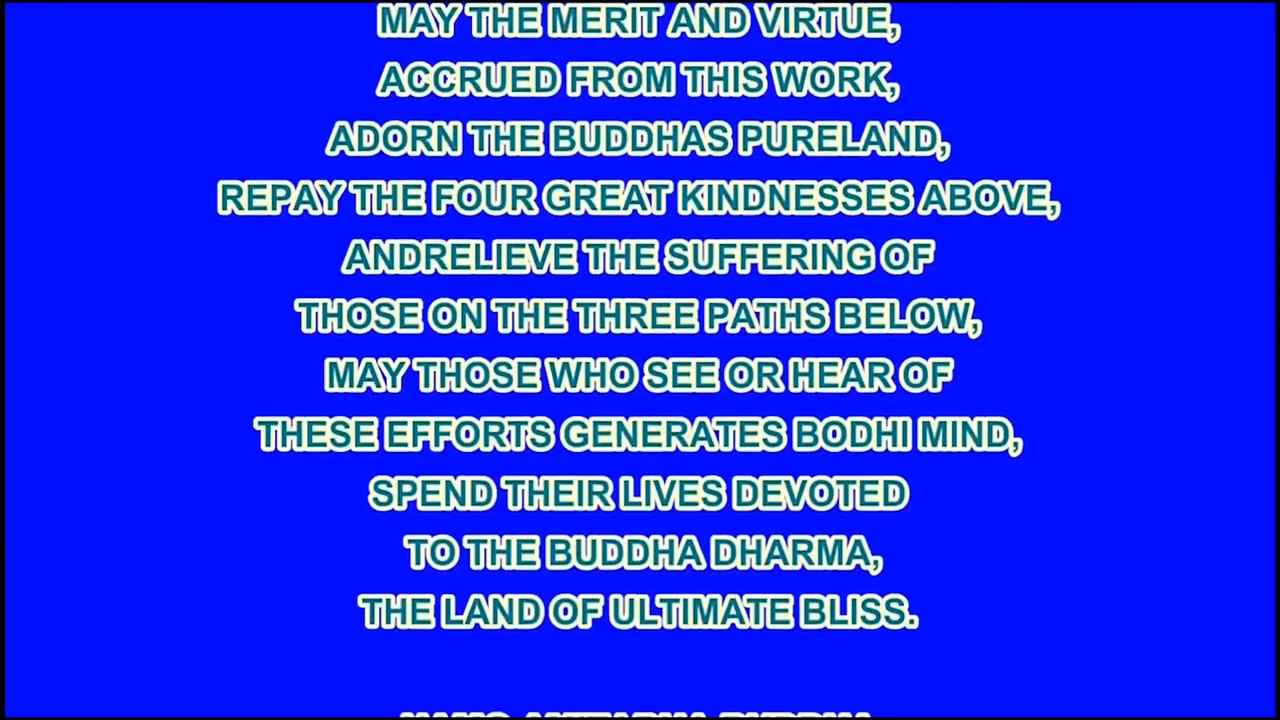 MAY THE MERIT AND VIRTUE,
ACCRUED FROM THIS WORK,
ADORN THE BUDDHAS PURELAND,
REPAY THE FOUR GREAT KINDNESSES ABOVE,
ANDRELIEVE THE SUFFERING OF
THOSE ON THE THREE PATHS BELOW,
MAY THOSE WHO SEE OR HEAR OF
THESE EFFORTS GENERATES BODHI MIND,
SPEND THEIR LIVES DEVOTED
TO THE BUDDHA DHARMA,
THE LAND OF ULTIMATE BLISS.